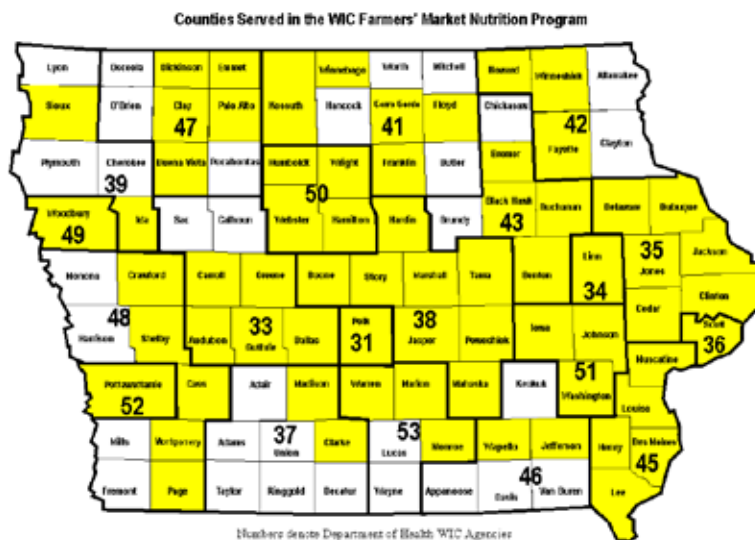 Counties Served in the WIC Farmers' Market Nutrition Program
Lyon Osceola Dickinson Emmet Winnebago Worth Mitchell Howard Winneshiek Allamakee
Sioux O'Brien Clay Palo Alto Kossuth Hancock Cerro Gordo Floyd Chickasaw
47 41 42
Plymouth Cherokee Buena Vista Pocahontas Humboldt Wright Franklin Butler Bremer Fayette Clayton
39 50
Woodbury Ida Sac Calhoun Webster Hamilton Hardin Grundy Black Hawk Buchanan Delaware Dubuque
49 43
Monona Crawford Carroll Greene Boone Story Marshall Tama Benton Linn Jones Jackson
35 34
Clinton
48 33 38
Harrison Shelby Audubon Guthrie Dallas Polk Jasper Poweshiek Iowa Johnson Cedar Scott
31 36
Muscatine
51
Pottawattamie Cass Adair Madison Warren Marion Mahaska Keokuk Washington Louisa
52
Mills Montgomery Adams Union Clarke Lucas Monroe Wapello Jefferson Henry Des Moines
37 53 45
Fremont Page Taylor Ringgold Decatur Wayne Appanoose Davis Van Buren Lee
46
Numbers denote Department of Health WIC Agencies